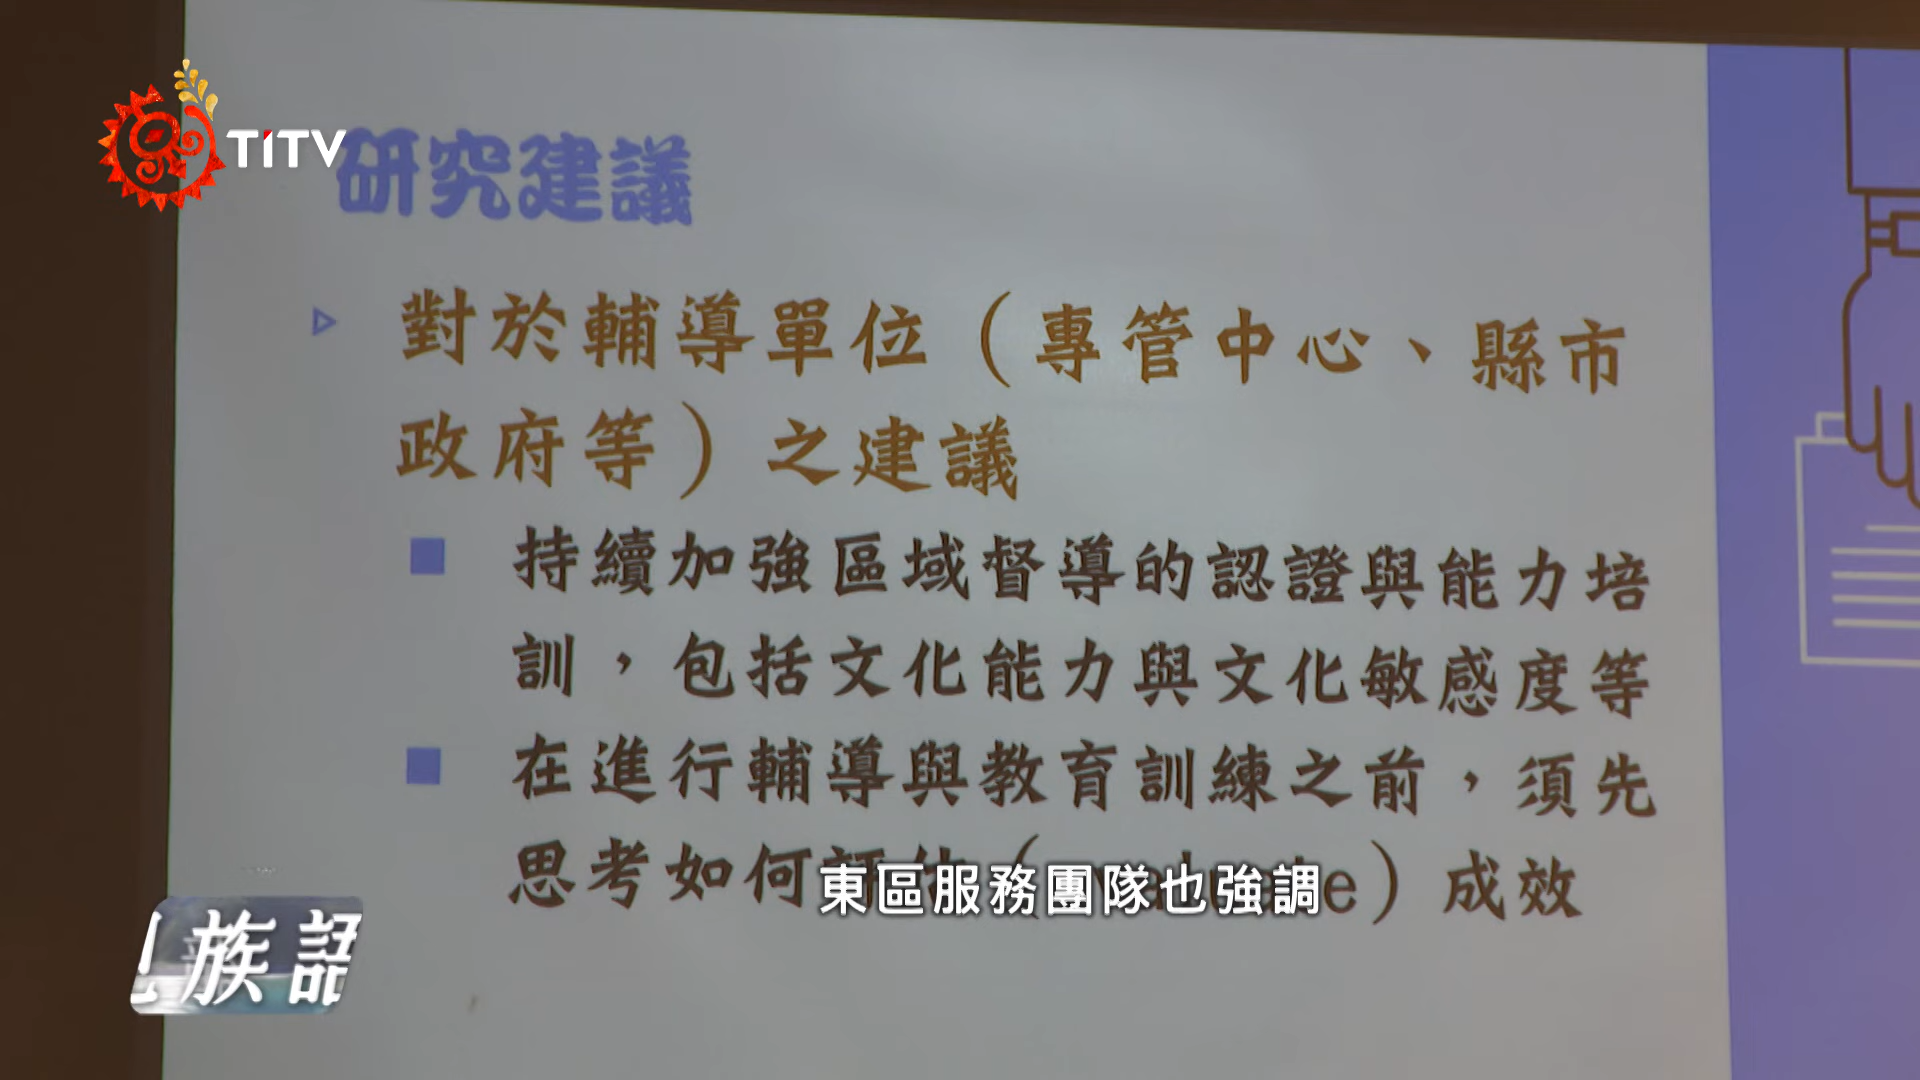 TiTV
研究建議
對於輔導單位（專管中心、縣市
政府等）之建議
持續加強區域督導的認證與能力培
訓，包括文化能力與文化敏感度等
在進行輔導與教育訓練之前，須先
思考如何 成效
東區服務團隊也強調
族語